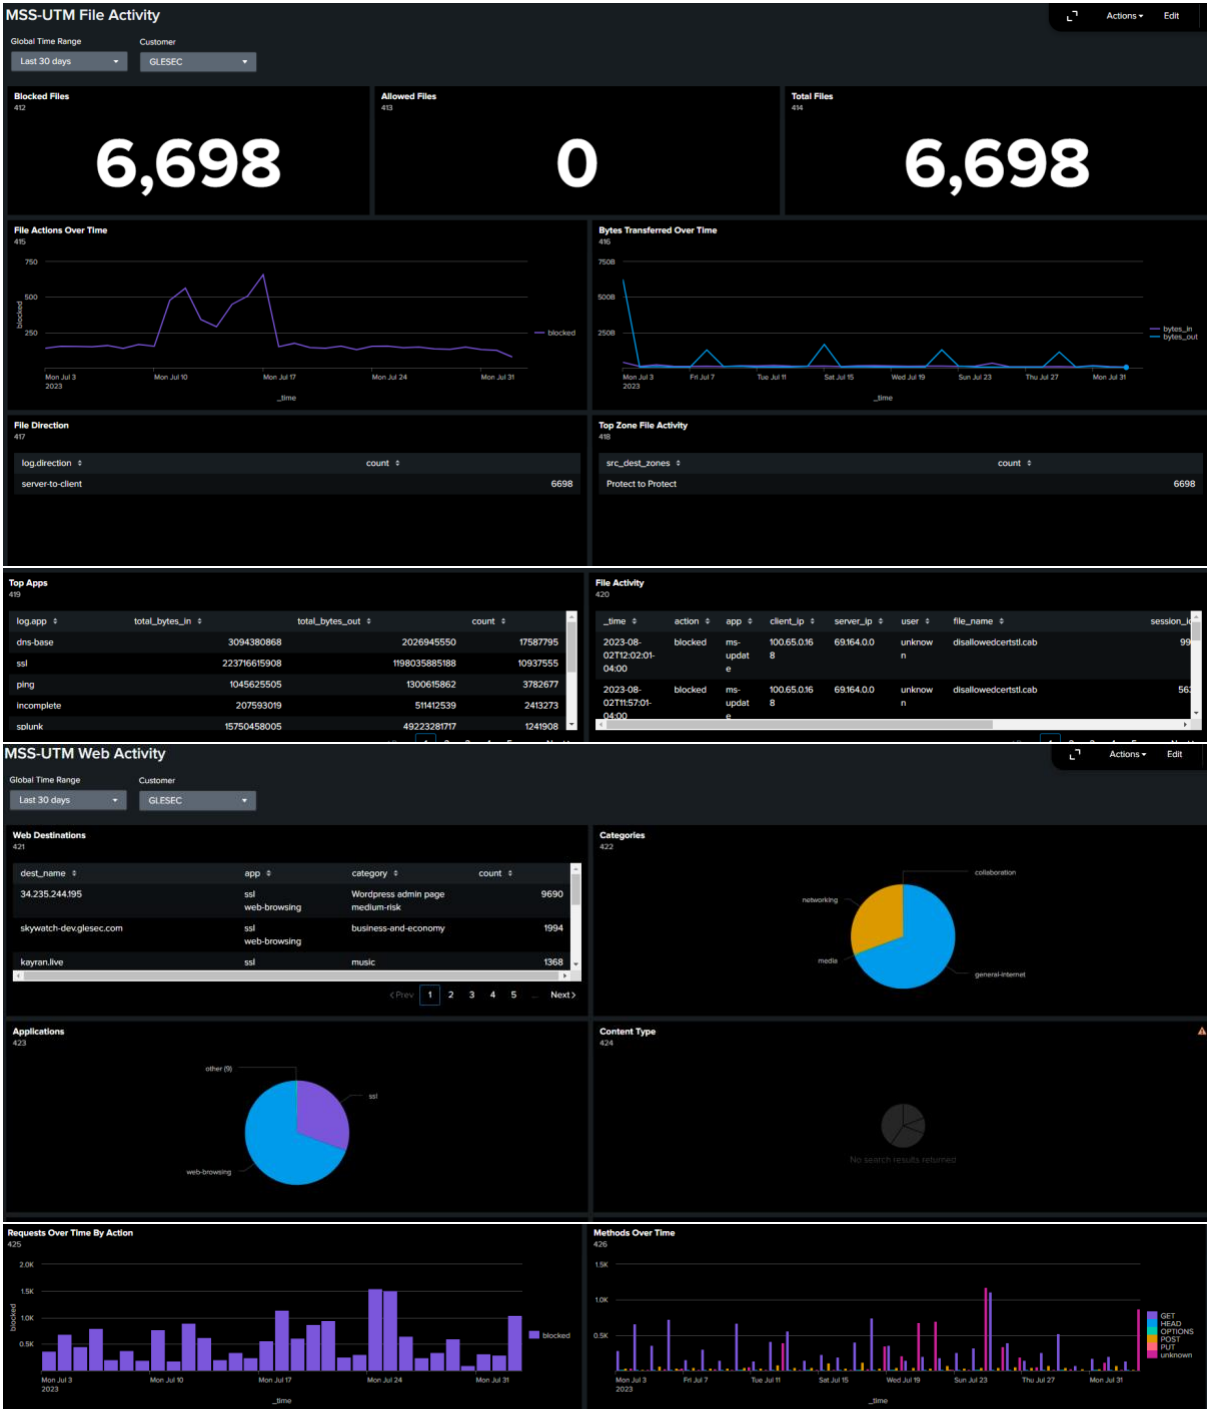 MSS-UTM File Activity
Actions
Edit
Global Time Range
Customer
Last 30 days
GLESEC
Blocked Files
412
6,698
Allowed Files
413
0
Total Files
414
6,698
File Actions Over Time
415
750
500
250
blocked
blocked
Mon Jul 3
2023
Mon Jul 10
Mon Jul 17
Mon Jul 24
Mon Jul 31
_time
Bytes Transferred Over Time
416
750B
500B
250B
bytes_in
bytes_out
Mon Jul 3
2023
Fri Jul 7
Tue Jul 11
Sat Jul 15
Wed Jul 19
Sun Jul 23
Thu Jul 27
Mon Jul 31
_time
File Direction
417
log.direction count
server-to-client 6698
Top Zone File Activity
418
src_dest_zones count
Protect to Protect 6698
Top Apps
419
log.app total_bytes_in total_bytes_out count
dns-base 3094380868 2026945550 17587795
ssl 223716615908 1198035885188 10937555
ping 1045625505 1300615862 3782677
incomplete 207593019 511412539 2413273
splunk 15750458005 49223281717 1241908
File Activity
420
_time action app client_ip server_ip user file_name session_i
2023-08- blocked ms- 100.65.0.16 69.164.0.0 unknow disallowedcertstl.cab 99
02T12:02:01- updat 8 n
04:00 e
2023-08- blocked ms- 100.65.0.16 69.164.0.0 unknow disallowedcertstl.cab 56
02T11:57:01- updat 8 n
04:00 e
MSS-UTM Web Activity
Actions
Edit
Global Time Range
Customer
Last 30 days
GLESEC
Web Destinations
421
dest_name app category count
34.235.244.195 ssl Wordpress admin page 9690
web-browsing medium-risk
skywatch-dev.glesec.com ssl business-and-economy 1994
web-browsing
kayran.live ssl music 1368
<Prev 1 2 3 4 5 ... Next>
Categories
422
collaboration
networking
media
general-internet
Applications
423
other (9)
ssl
web-browsing
Content Type
424
No search results returned
Requests Over Time By Action
425
2.0K
1.5K
1.0K
0.5K
blocked
blocked
Mon Jul 3
2023
Mon Jul 10
Mon Jul 17
Mon Jul 24
Mon Jul 31
_time
Methods Over Time
426
1.5K
1.0K
0.5K
GET
HEAD
OPTIONS
POST
PUT
unknown
Mon Jul 3
2023
Fri Jul 7
Tue Jul 11
Sat Jul 15
Wed Jul 19
Sun Jul 23
Thu Jul 27
Mon Jul 31
_time